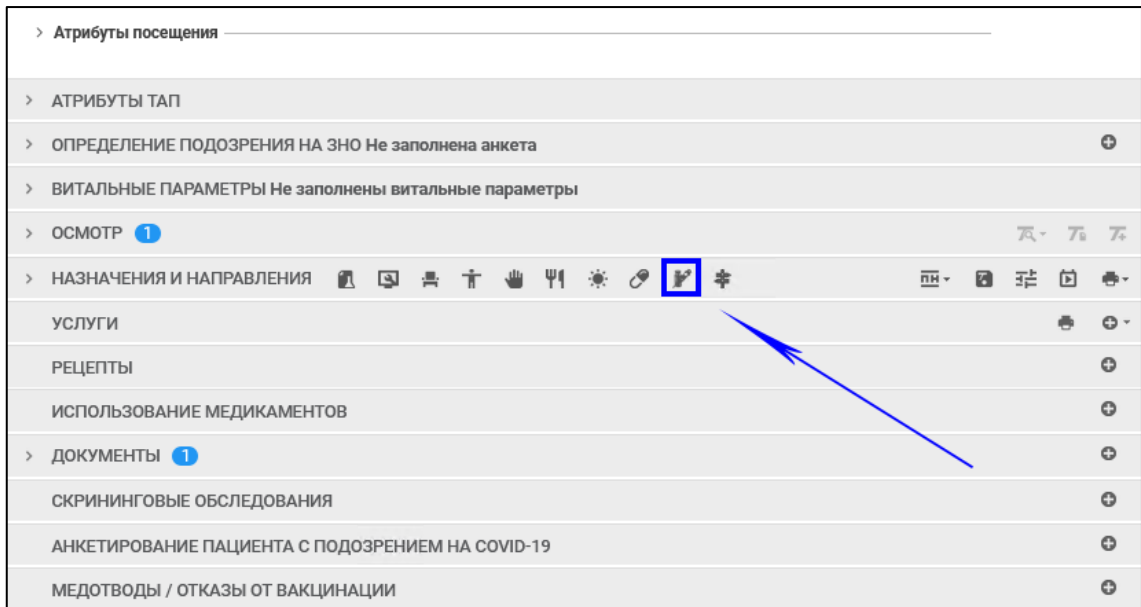 Атрибуты посещения
АТРИБУТЫ ТАП
ОПРЕДЕЛЕНИЕ ПОДОЗРЕНИЯ НА ЗНО Не заполнена анкета
ВИТАЛЬНЫЕ ПАРАМЕТРЫ Не заполнены витальные параметры
ОСМОТР 1
НАЗНАЧЕНИЯ И НАПРАВЛЕНИЯ ПН
УСЛУГИ
РЕЦЕПТЫ
ИСПОЛЬЗОВАНИЕ МЕДИКАМЕНТОВ
ДОКУМЕНТЫ 1
СКРИНИНГОВЫЕ ОБСЛЕДОВАНИЯ
АНКЕТИРОВАНИЕ ПАЦИЕНТА С ПОДОЗРЕНИЕМ НА COVID-19
МЕДОТВОДЫ / ОТКАЗЫ ОТ ВАКЦИНАЦИИ